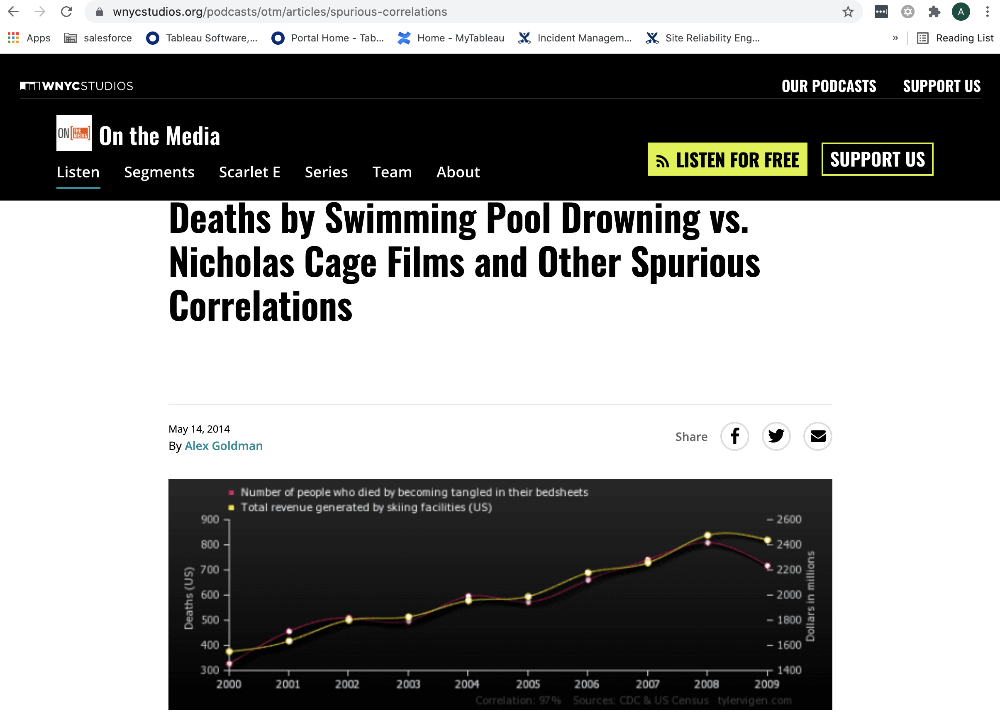 wnycstudios.org/podcasts/otm/articles/spurious-correlations
A
Apps salesforce Tableau Software,... Portal Home - Tab... Home - MyTableau Incident Managem... Site Reliability Eng... » Reading List
WNYCSTUDIOS OUR PODCASTS SUPPORT US
ON THE MEDIA On the Media
LISTEN FOR FREE SUPPORT US
Listen Segments Scarlet E Series Team About
Deaths by Swimming Pool Drowning vs.
Nicholas Cage Films and Other Spurious
Correlations
May 14, 2014
By Alex Goldman
Share
Number of people who died by becoming tangled in their bedsheets
Total revenue generated by skiing facilities (US)
900 2600
800 2400
700 2200
600 2000
500 1800
400 1600
300 1400
Deaths (US)
Dollars in millions
2000 2001 2002 2003 2004 2005 2006 2007 2008 2009
Correlation: 97% Sources: CDC & US Census tylervigen.com